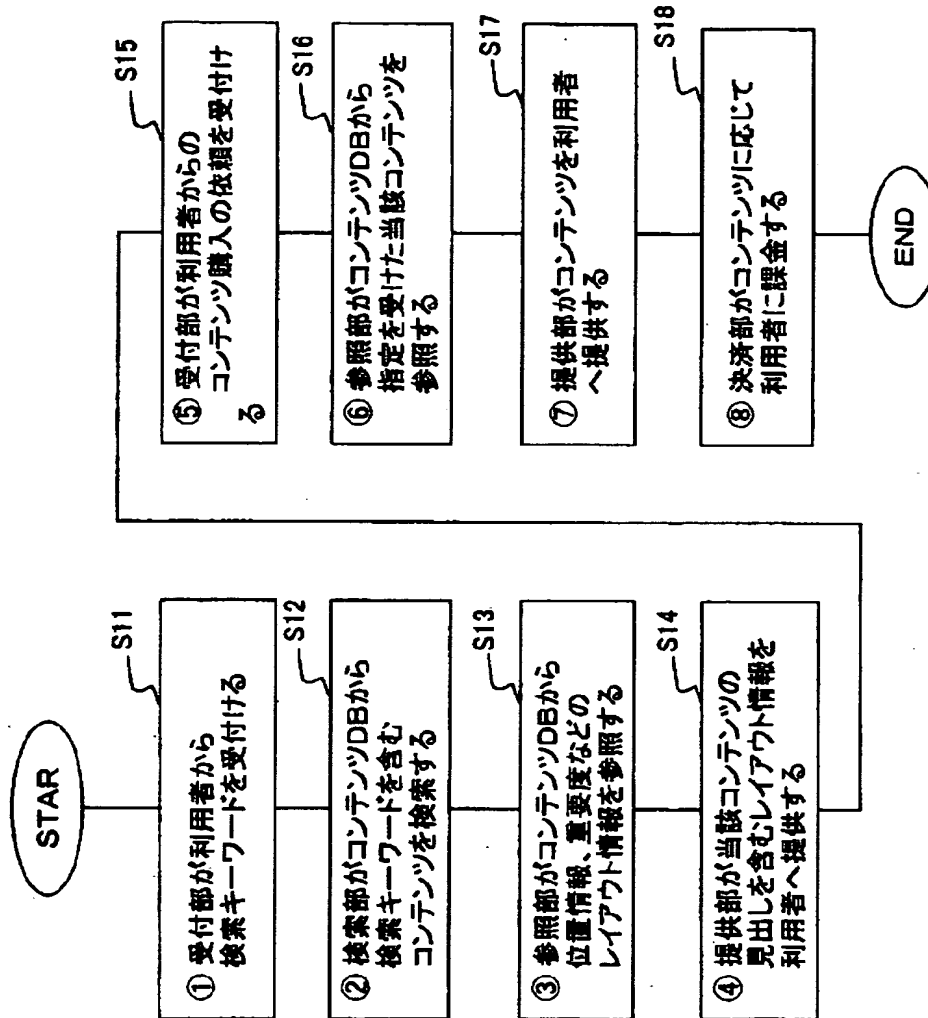 STAR
S11
① 受付部が利用者から
検索キーワードを受付ける
S12
② 検索部がコンテンツDBから
検索キーワードを含む
コンテンツを検索する
S13
③ 参照部がコンテンツDBから
位置情報、重要度などの
レイアウト情報を参照する
S14
④ 提供部が当該コンテンツの
見出しを含むレイアウト情報を
利用者へ提供する
S15
⑤ 受付部が利用者からの
コンテンツ購入の依頼を受付け
る
S16
⑥ 参照部がコンテンツDBから
指定を受けた当該コンテンツを
参照する
S17
⑦ 提供部がコンテンツを利用者
へ提供する
S18
⑧ 決済部がコンテンツに応じて
利用者に課金する
END